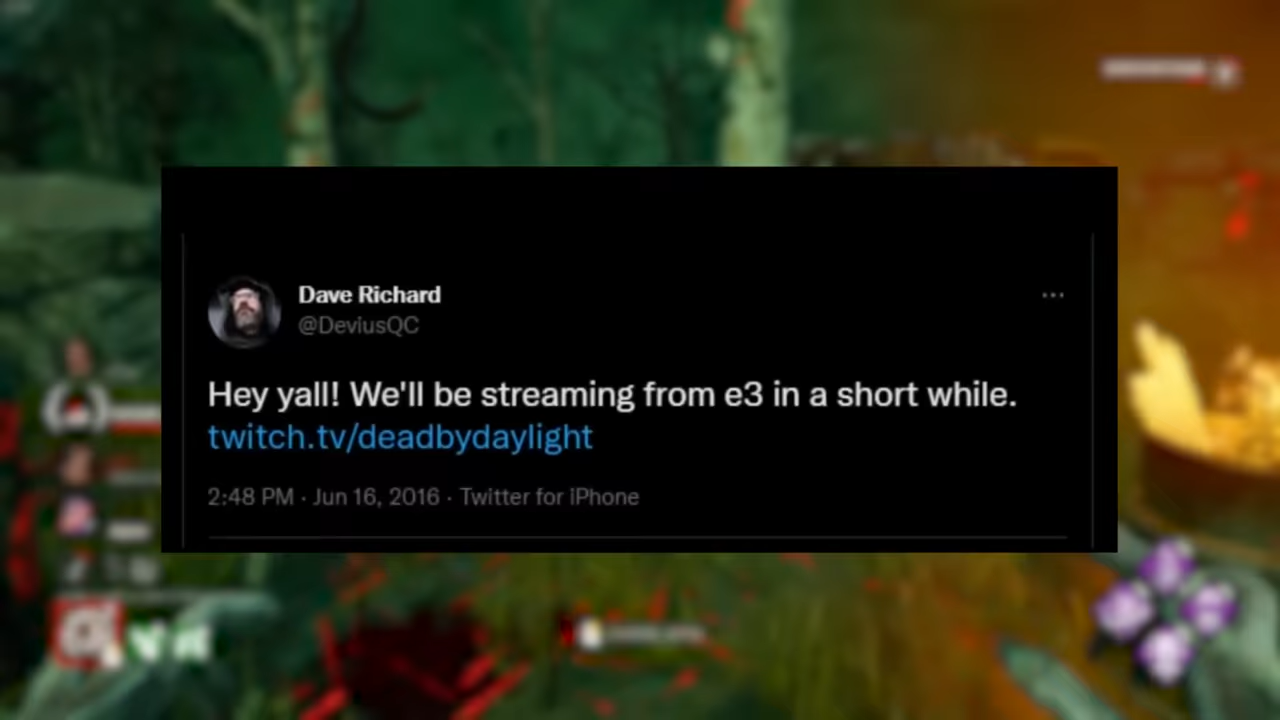 Dave Richard
@DeviusQC
Hey yall! We'll be streaming from e3 in a short while.
twitch.tv/deadbydaylight
2:48 PM · Jun 16, 2016 · Twitter for iPhone